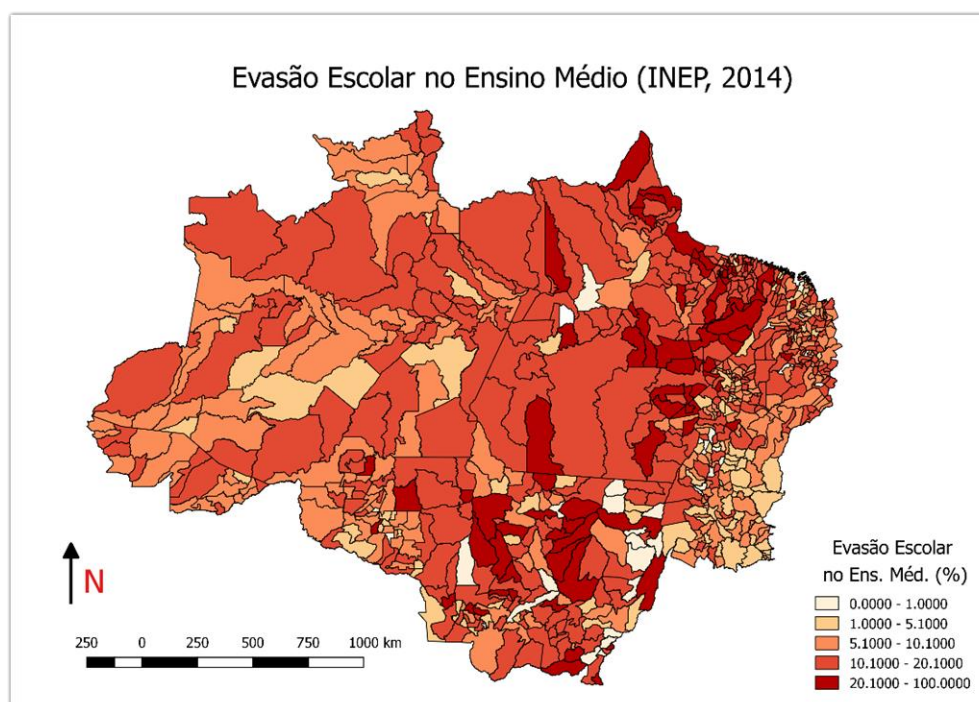 Evasão Escolar no Ensino Médio (INEP, 2014)
N
250 0 250 500 750 1000 km
Evasão Escolar
no Ens. Méd. (%)
0.0000 - 1.0000
1.0000 - 5.1000
5.1000 - 10.1000
10.1000 - 20.1000
20.1000 - 100.0000